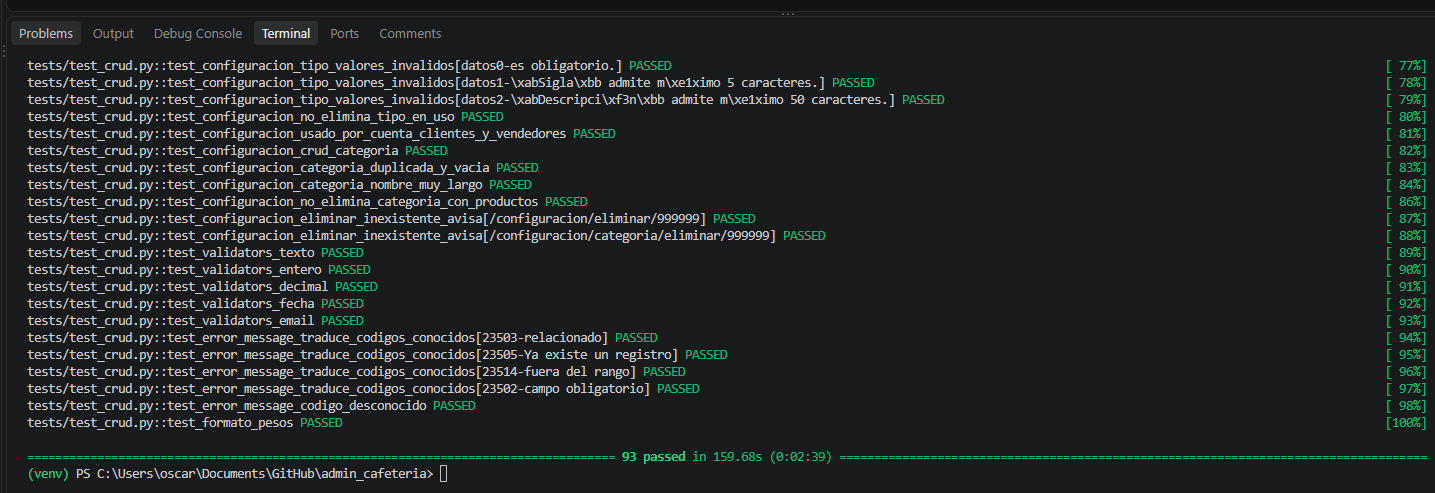 Problems Output Debug Console Terminal Ports Comments
tests/test_crud.py::test_configuracion_tipo_valores_invalidos[datos0-es obligatorio.] PASSED [ 77%]
tests/test_crud.py::test_configuracion_tipo_valores_invalidos[datos1-\xabSigla\xbb admite m\xe1ximo 5 caracteres.] PASSED [ 78%]
tests/test_crud.py::test_configuracion_tipo_valores_invalidos[datos2-\xabDescripci\xf3n\xbb admite m\xe1ximo 50 caracteres.] PASSED [ 79%]
tests/test_crud.py::test_configuracion_no_elimina_tipo_en_uso PASSED [ 80%]
tests/test_crud.py::test_configuracion_usado_por_cuenta_clientes_y_vendedores PASSED [ 81%]
tests/test_crud.py::test_configuracion_crud_categoria PASSED [ 82%]
tests/test_crud.py::test_configuracion_categoria_duplicada_y_vacia PASSED [ 83%]
tests/test_crud.py::test_configuracion_categoria_nombre_muy_largo PASSED [ 84%]
tests/test_crud.py::test_configuracion_no_elimina_categoria_con_productos PASSED [ 86%]
tests/test_crud.py::test_configuracion_eliminar_inexistente_avisa[/configuracion/eliminar/999999] PASSED [ 87%]
tests/test_crud.py::test_configuracion_eliminar_inexistente_avisa[/configuracion/categoria/eliminar/999999] PASSED [ 88%]
tests/test_crud.py::test_validators_texto PASSED [ 89%]
tests/test_crud.py::test_validators_entero PASSED [ 90%]
tests/test_crud.py::test_validators_decimal PASSED [ 91%]
tests/test_crud.py::test_validators_fecha PASSED [ 92%]
tests/test_crud.py::test_validators_email PASSED [ 93%]
tests/test_crud.py::test_error_message_traduce_codigos_conocidos[23503-relacionado] PASSED [ 94%]
tests/test_crud.py::test_error_message_traduce_codigos_conocidos[23505-Ya existe un registro] PASSED [ 95%]
tests/test_crud.py::test_error_message_traduce_codigos_conocidos[23514-fuera del rango] PASSED [ 96%]
tests/test_crud.py::test_error_message_traduce_codigos_conocidos[23502-campo obligatorio] PASSED [ 97%]
tests/test_crud.py::test_error_message_codigo_desconocido PASSED [ 98%]
tests/test_crud.py::test_formato_pesos PASSED [100%]
==================== 93 passed in 159.68s (0:02:39) ====================
(venv) PS C:\Users\oscar\Documents\GitHub\admin_cafeteria>